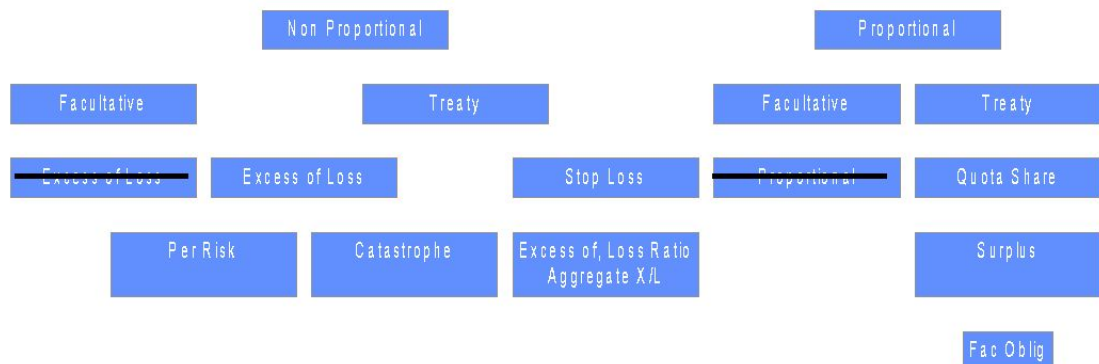 Non Proportional
Proportional
Facultative
Treaty
Facultative
Treaty
Excess of Loss
Excess of Loss
Stop Loss
Proportional
Quota Share
Per Risk
Catastrophe
Excess of, Loss Ratio
Aggregate X/L
Surplus
Fac Oblig